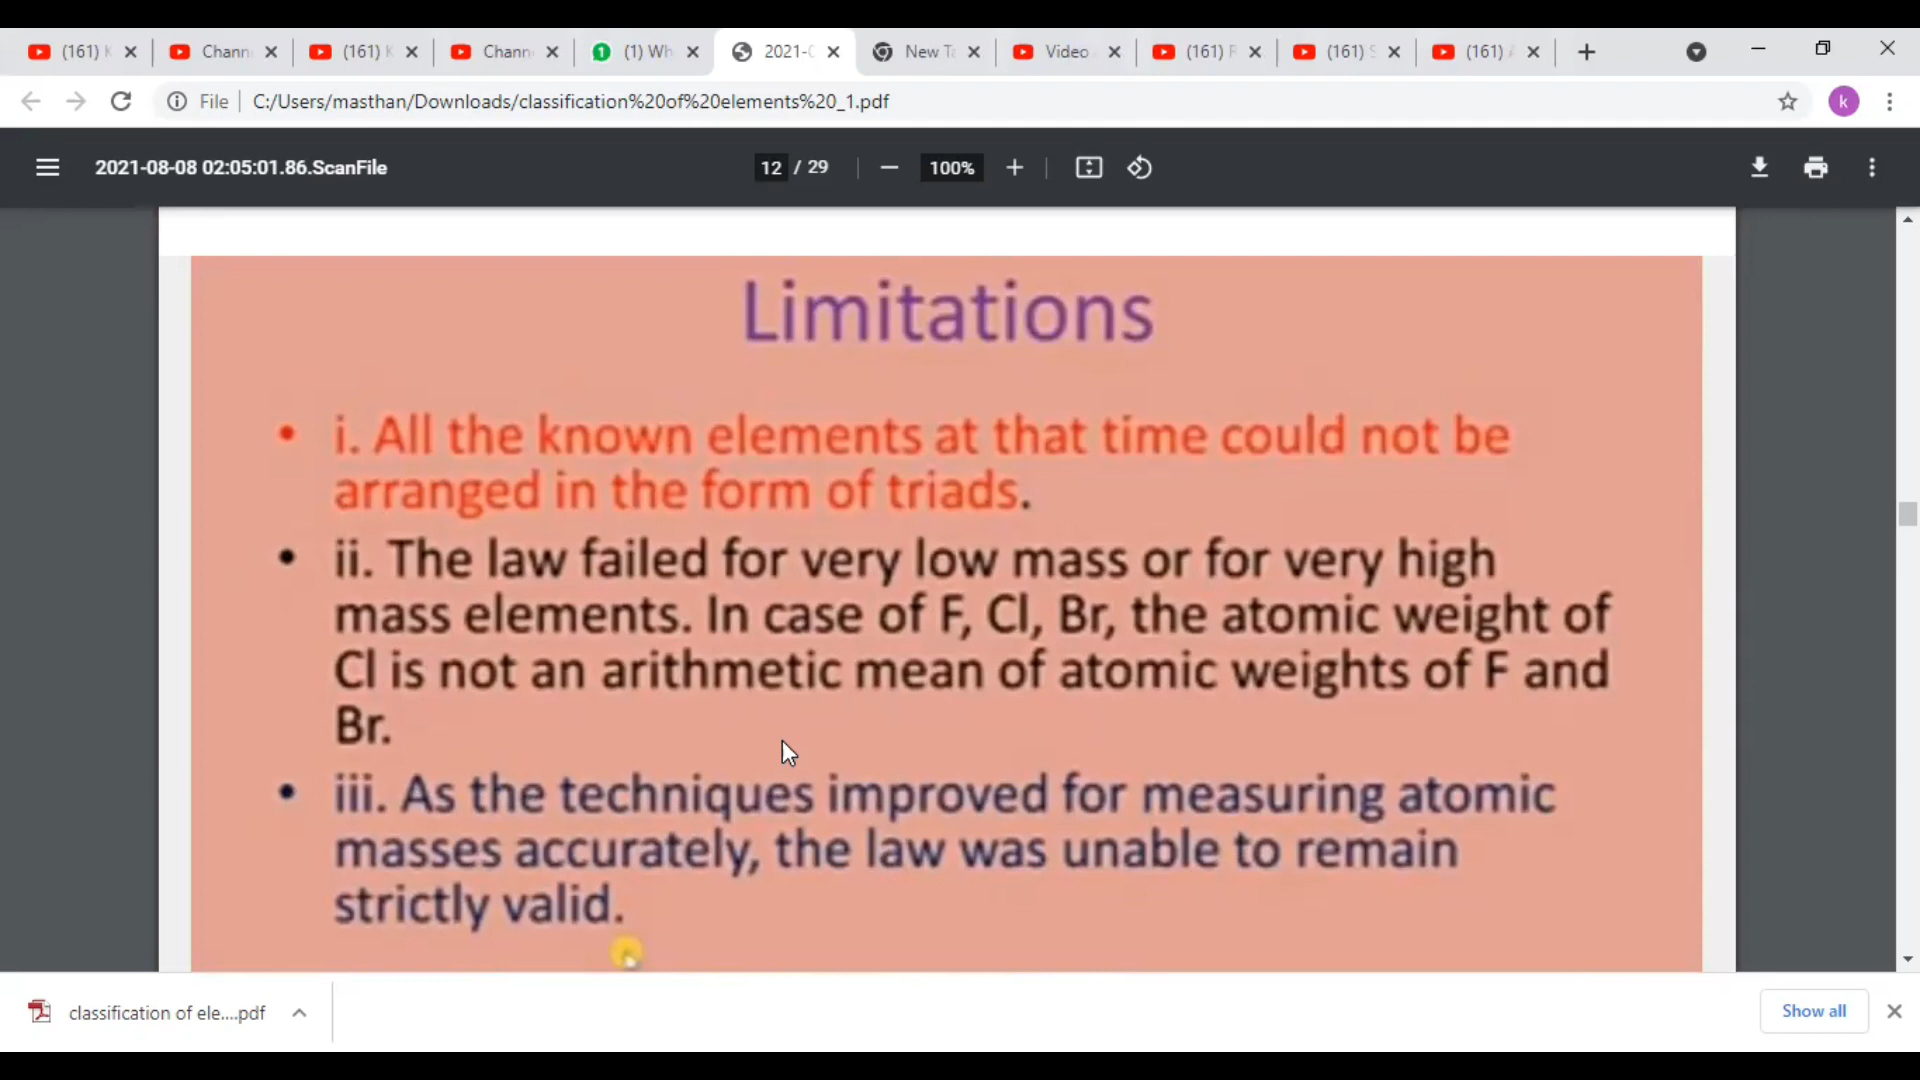 (161) K
Chann
(161) K
Chann
1
(1) Wh
2021-0
New Ta
Video
(161) F
(161) S
(161)
File
C:/Users/masthan/Downloads/classification%20of%20elements%20_1.pdf
k
2021-08-08 02:05:01.86.ScanFile
12 / 29
100%
Limitations
• i. All the known elements at that time could not be
arranged in the form of triads.
• ii. The law failed for very low mass or for very high
mass elements. In case of F, Cl, Br, the atomic weight of
Cl is not an arithmetic mean of atomic weights of F and
Br.
• iii. As the techniques improved for measuring atomic
masses accurately, the law was unable to remain
strictly valid.
classification of ele....pdf
Show all